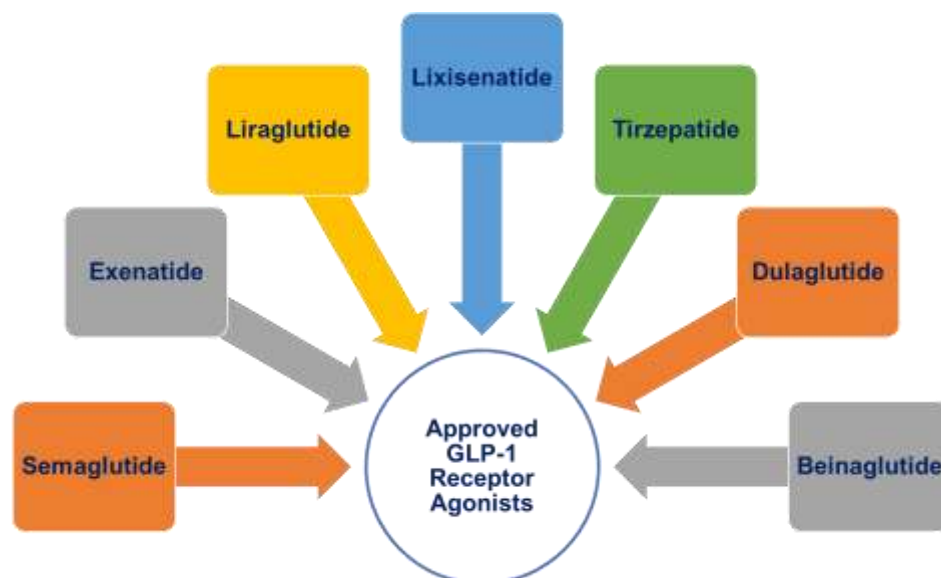 Lixisenatide
Liraglutide
Tirzepatide
Exenatide
Dulaglutide
Semaglutide
Approved
GLP-1
Receptor
Agonists
Beinaglutide